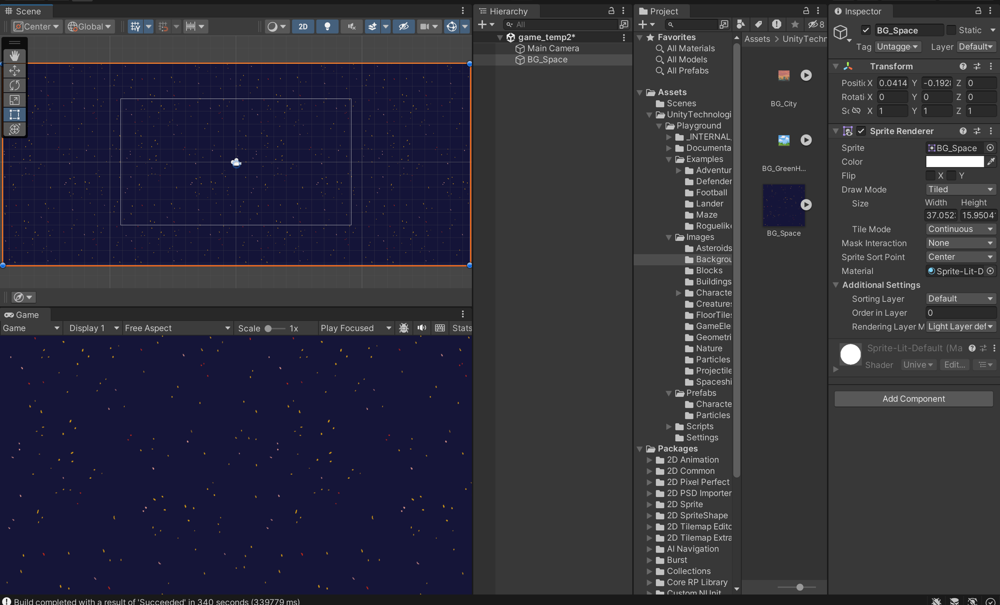 Scene
Center
Global
2D
Game
Game
Display 1
Free Aspect
Scale
1x
Play Focused
Stats
Build completed with a result of 'Succeeded' in 340 seconds (339779 ms)
Hierarchy
All
game_temp2*
Main Camera
BG_Space
Project
8
Favorites
All Materials
All Models
All Prefabs
Assets
Scenes
UnityTechnologi
Playground
_INTERNAL_
Documenta
Examples
Adventur
Defender
Football
Lander
Maze
Roguelike
Images
Asteroids
Backgrou
Blocks
Buildings
Characte
Creatures
FloorTiles
GameEle
Geometri
Nature
Particles
Projectile
Spaceshi
Prefabs
Characte
Particles
Scripts
Settings
Packages
2D Animation
2D Common
2D Pixel Perfect
2D PSD Importer
2D Sprite
2D SpriteShape
2D Tilemap Edito
2D Tilemap Extra
AI Navigation
Burst
Collections
Core RP Library
Custom NUnit
Assets > UnityTechn
BG_City
BG_GreenH...
BG_Space
Inspector
BG_Space
Static
Tag Untagge Layer Default
Transform
Positi X 0.0414 Y -0.192 Z 0
Rotati X 0 Y 0 Z 0
Sc X 1 Y 1 Z 1
Sprite Renderer
Sprite BG_Space
Color
Flip X Y
Draw Mode Tiled
Size Width Height
37.052 15.9504
Tile Mode Continuous
Mask Interaction None
Sprite Sort Point Center
Material Sprite-Lit-D
Additional Settings
Sorting Layer Default
Order in Layer 0
Rendering Layer M Light Layer def
Sprite-Lit-Default (Ma
Shader Unive Edit...
Add Component